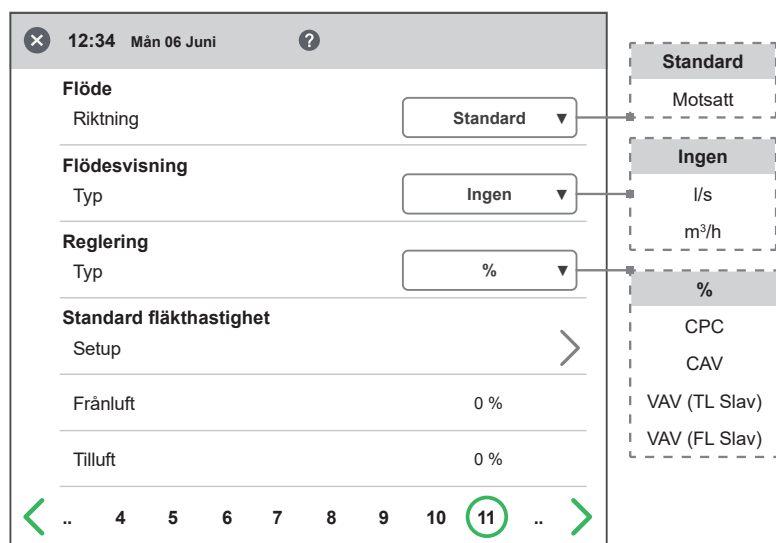 12:34 Mån 06 Juni ?
Flöde
Riktning Standard ▼
Flödesvisning
Typ Ingen ▼
Reglering
Typ % ▼
Standard fläkthastighet
Setup
Frånluft 0 %
Tilluft 0 %
.. 4 5 6 7 8 9 10 11 ..
Standard
Motsatt
Ingen
l/s
m³/h
%
CPC
CAV
VAV (TL Slav)
VAV (FL Slav)